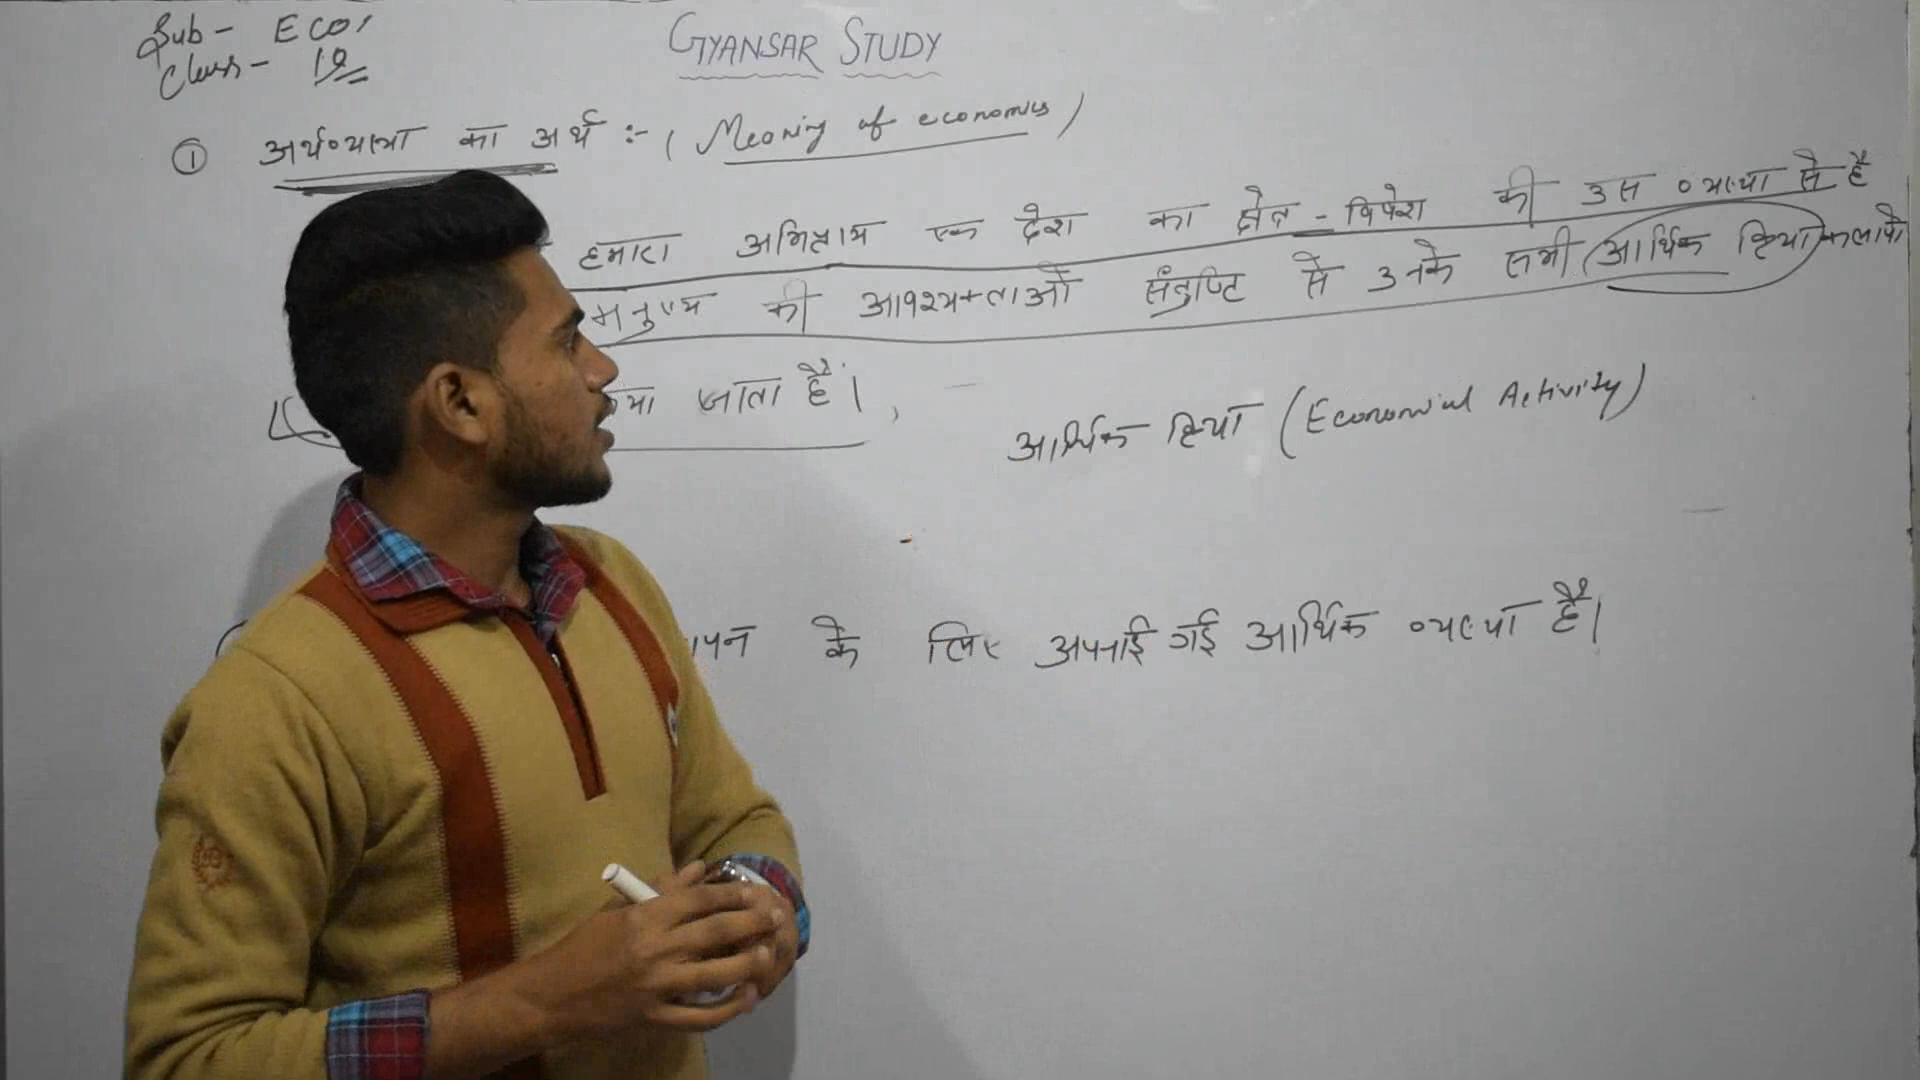 Sub - ECO
Class - 12
GYANSAR STUDY
① अर्थव्यवस्था का अर्थ :- (Meaning of economics)
हमारा अभिप्राय एक देश का क्षेत्र - विशेष की उस व्यवस्था से है
मनुष्य की आवश्यकताओं संतुष्टि से उनके सभी आर्थिक क्रिया कलापो
जाता है।
आर्थिक क्रिया (Economical Activity)
के लिए अपनाई गई आर्थिक व्यवस्था है।